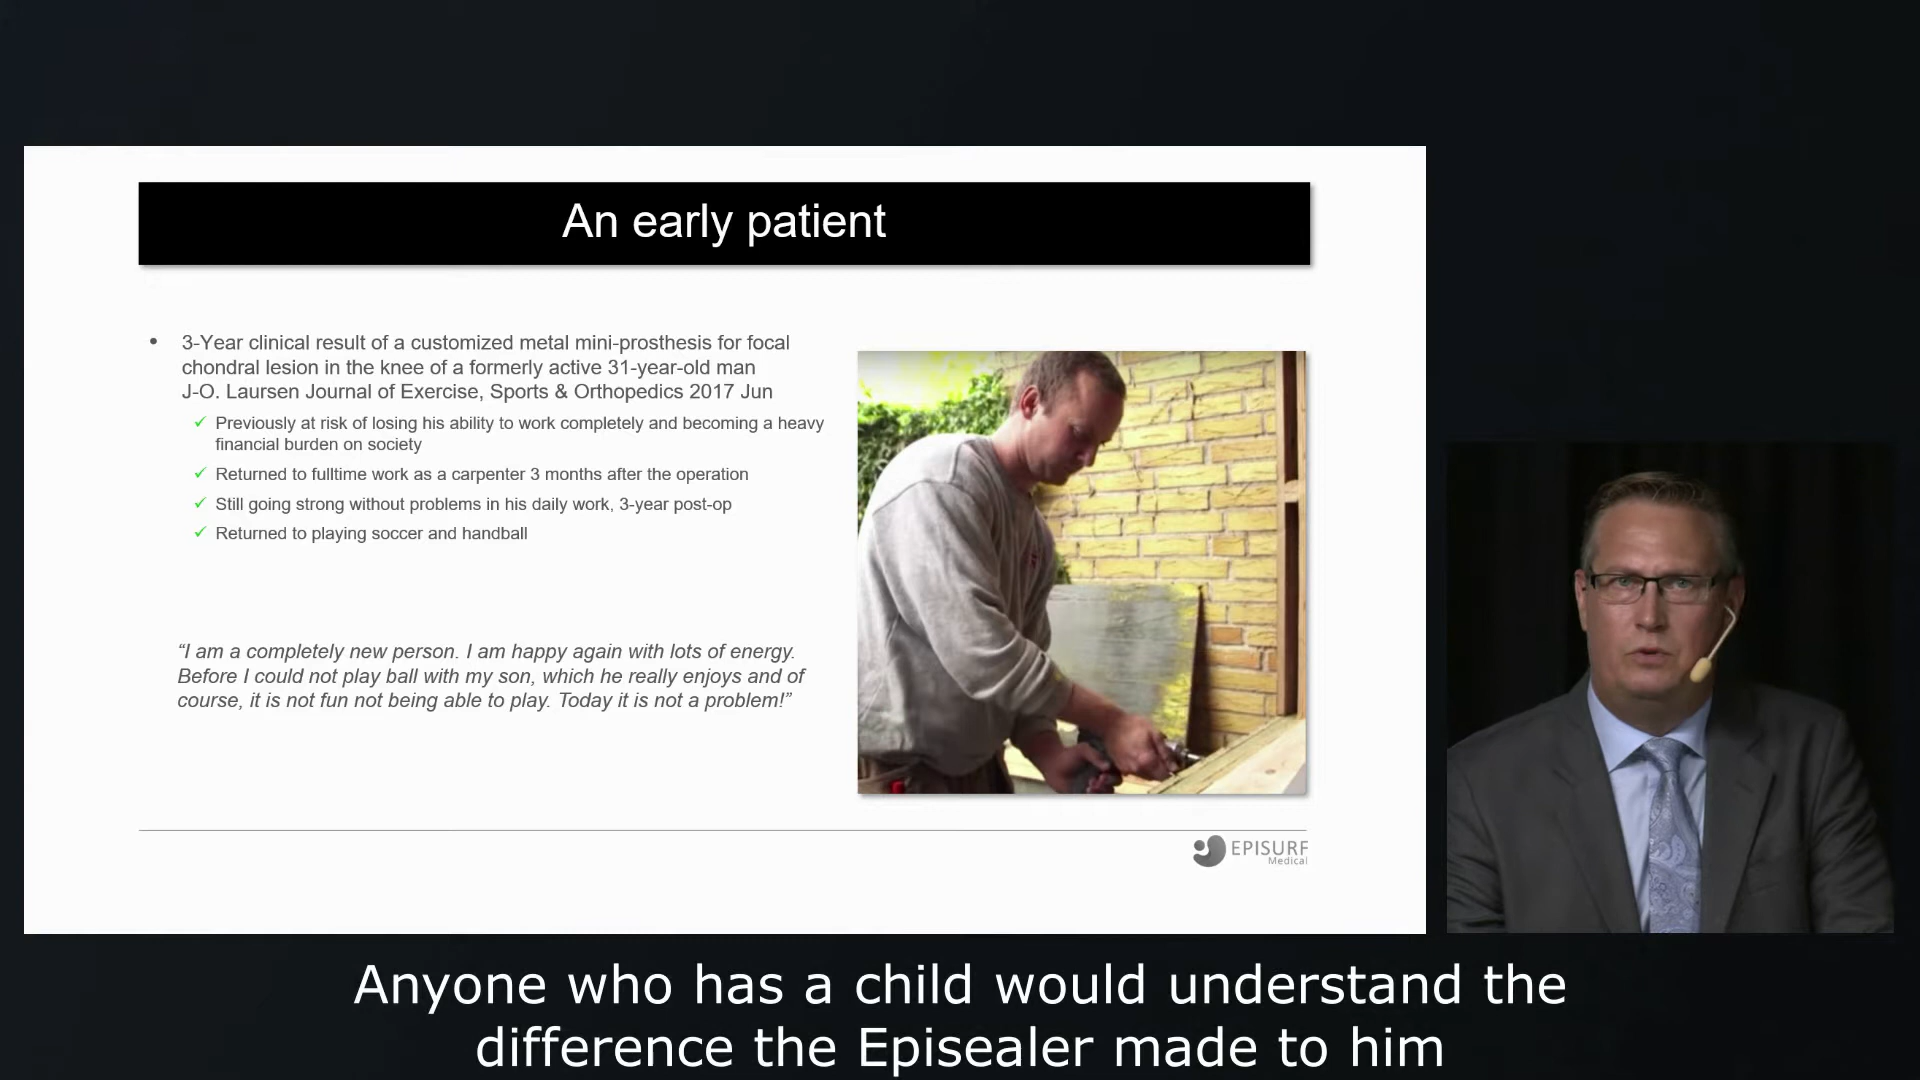 An early patient
• 3-Year clinical result of a customized metal mini-prosthesis for focal
chondral lesion in the knee of a formerly active 31-year-old man
J-O. Laursen Journal of Exercise, Sports & Orthopedics 2017 Jun
✓ Previously at risk of losing his ability to work completely and becoming a heavy
financial burden on society
✓ Returned to fulltime work as a carpenter 3 months after the operation
✓ Still going strong without problems in his daily work, 3-year post-op
✓ Returned to playing soccer and handball
“I am a completely new person. I am happy again with lots of energy.
Before I could not play ball with my son, which he really enjoys and of
course, it is not fun not being able to play. Today it is not a problem!”
EPISURF
Medical
Anyone who has a child would understand the
difference the Episealer made to him